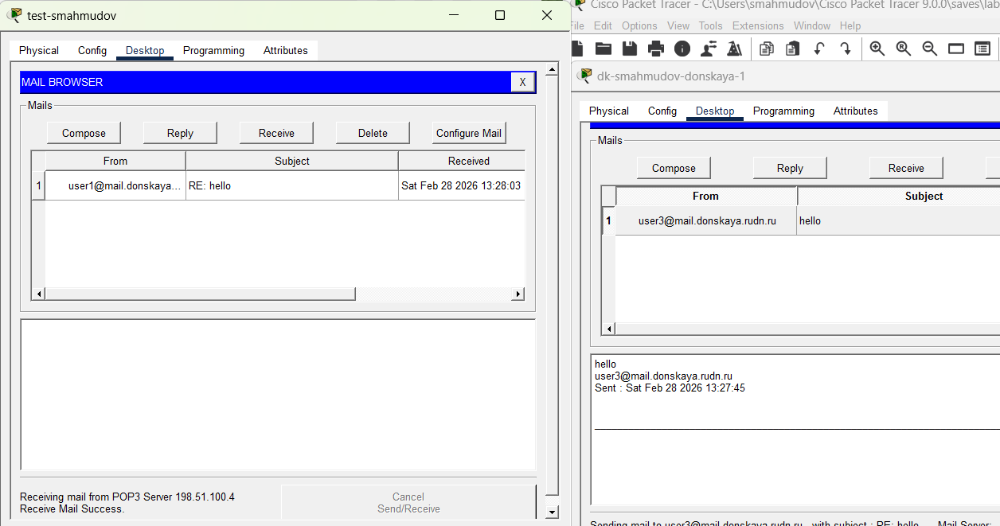 test-smahmudov
Physical Config Desktop Programming Attributes
MAIL BROWSER X
Mails
Compose Reply Receive Delete Configure Mail
From Subject Received
1 user1@mail.donskaya... RE: hello Sat Feb 28 2026 13:28:03
Receiving mail from POP3 Server 198.51.100.4
Receive Mail Success.
Cancel
Send/Receive
Cisco Packet Tracer - C:\Users\smahmudov\Cisco Packet Tracer 9.0.0\saves\lab
File Edit Options View Tools Extensions Window Help
dk-smahmudov-donskaya-1
Physical Config Desktop Programming Attributes
Mails
Compose Reply Receive
From Subject
1 user3@mail.donskaya.rudn.ru hello
hello
user3@mail.donskaya.rudn.ru
Sent : Sat Feb 28 2026 13:27:45
Sending mail to user3@mail.donskaya.rudn.ru , with subject : RE: hello . Mail Server: